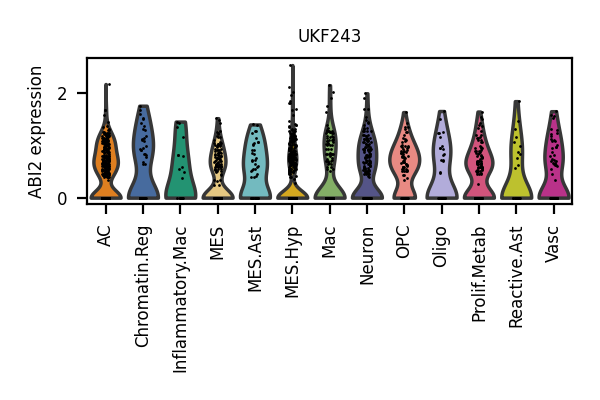 UKF243
ABI2 expression
2
0
AC
Chromatin.Reg
Inflammatory.Mac
MES
MES.Ast
MES.Hyp
Mac
Neuron
OPC
Oligo
Prolif.Metab
Reactive.Ast
Vasc